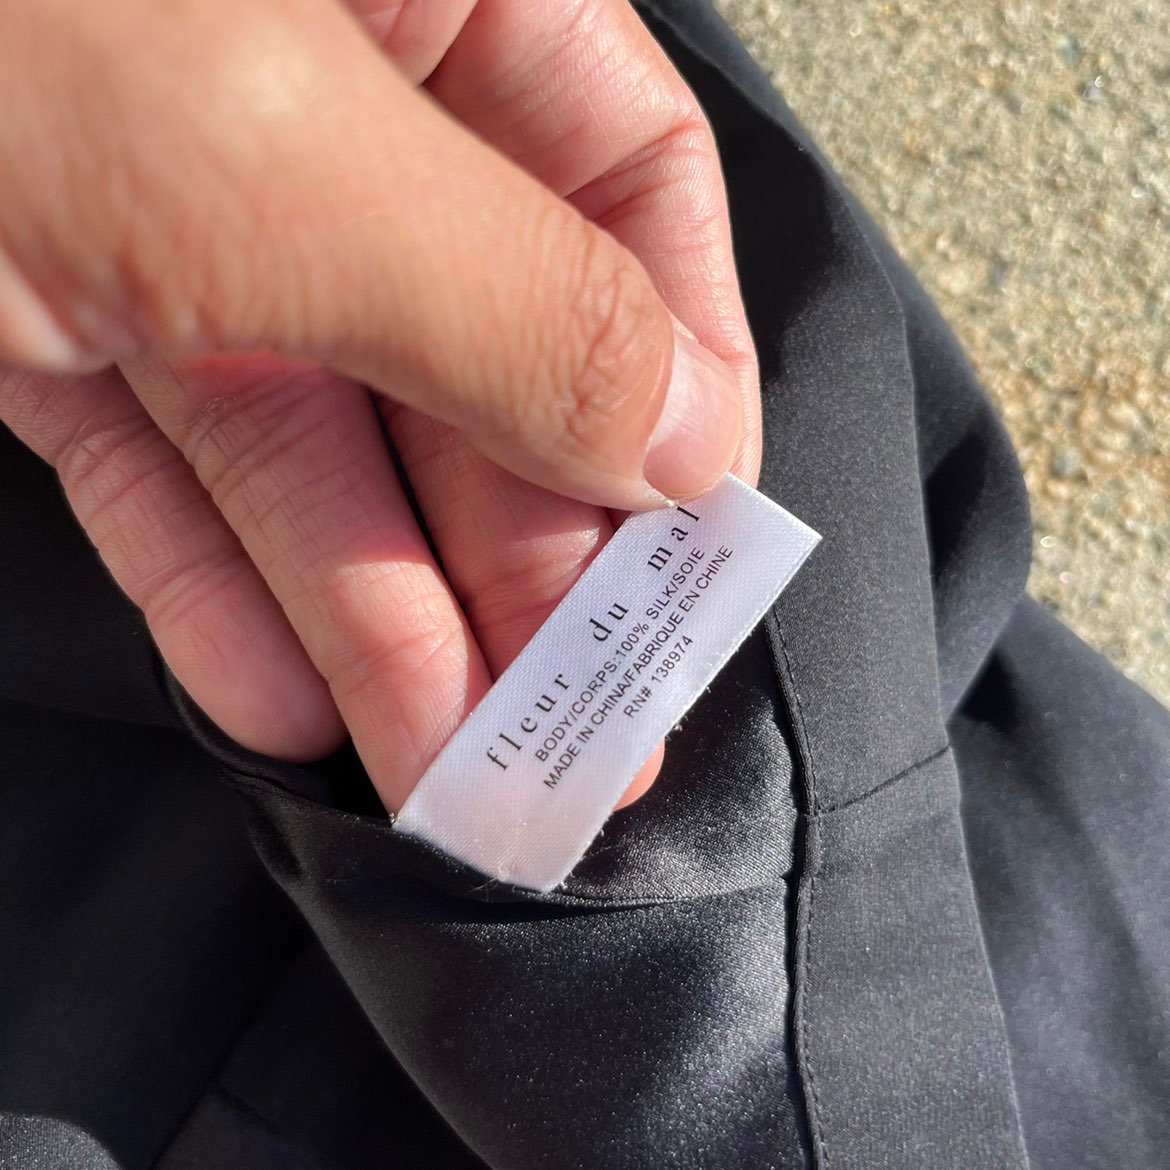 fleur du mal
BODY/CORPS:100% SILK/SOIE
MADE IN CHINA/FABRIQUE EN CHINE
RN# 138974